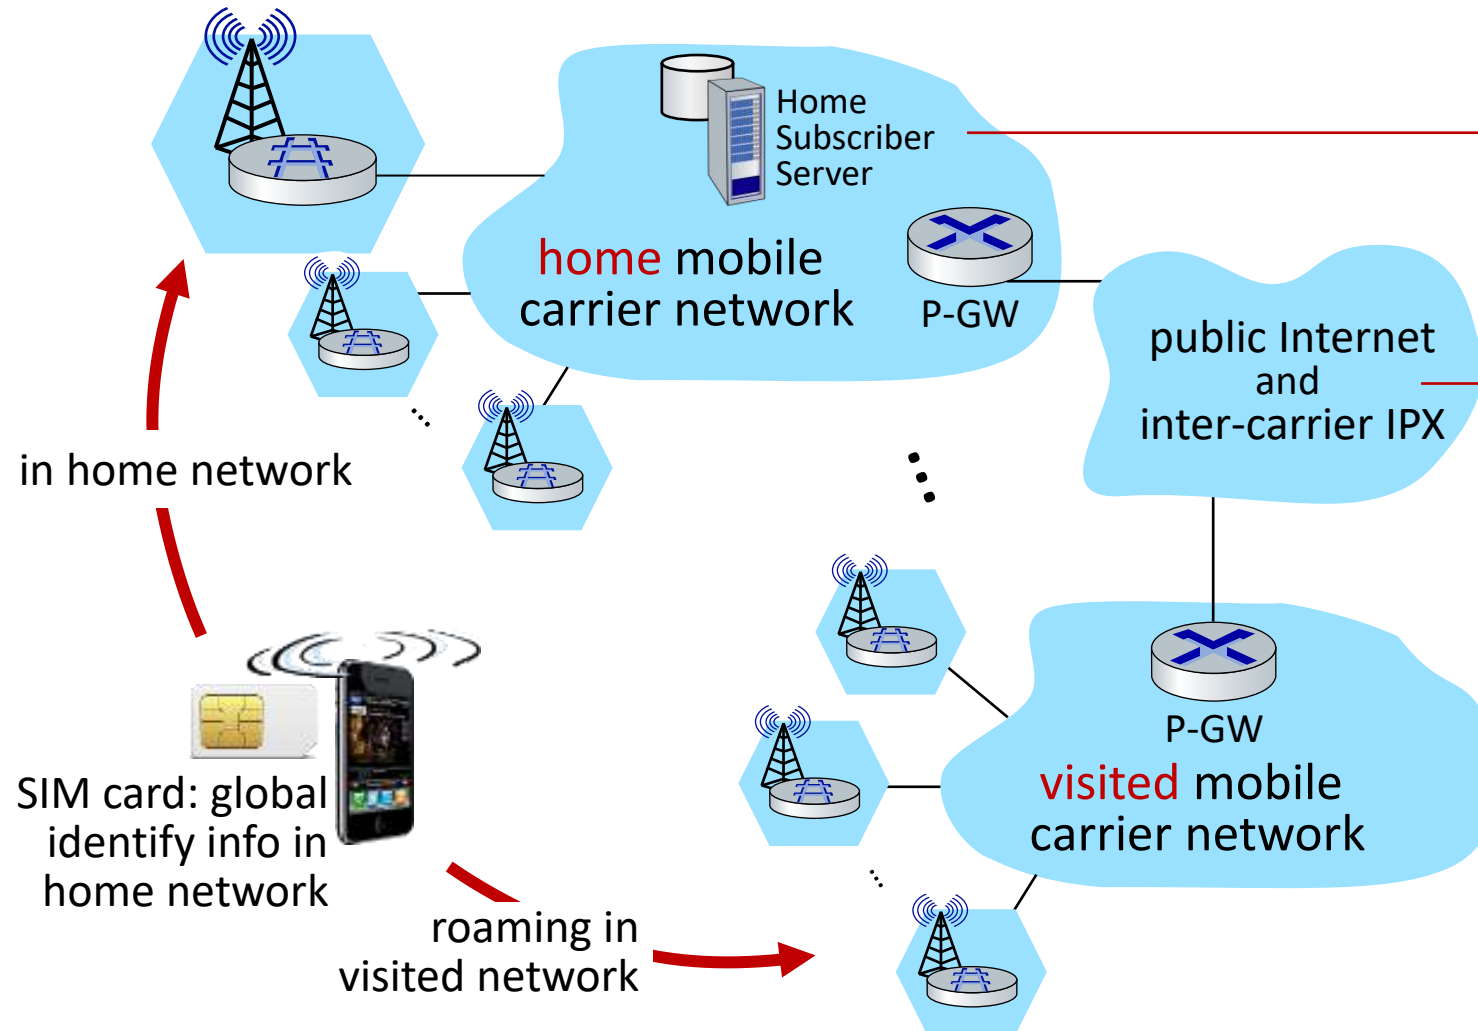 Home
Subscriber
Server
home mobile
carrier network
P-GW
public Internet
and
inter-carrier IPX
in home network
P-GW
visited mobile
carrier network
SIM card: global
identify info in
home network
roaming in
visited network